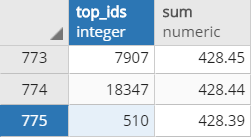 top_ids sum
integer numeric
773 7907 428.45
774 18347 428.44
775 510 428.39